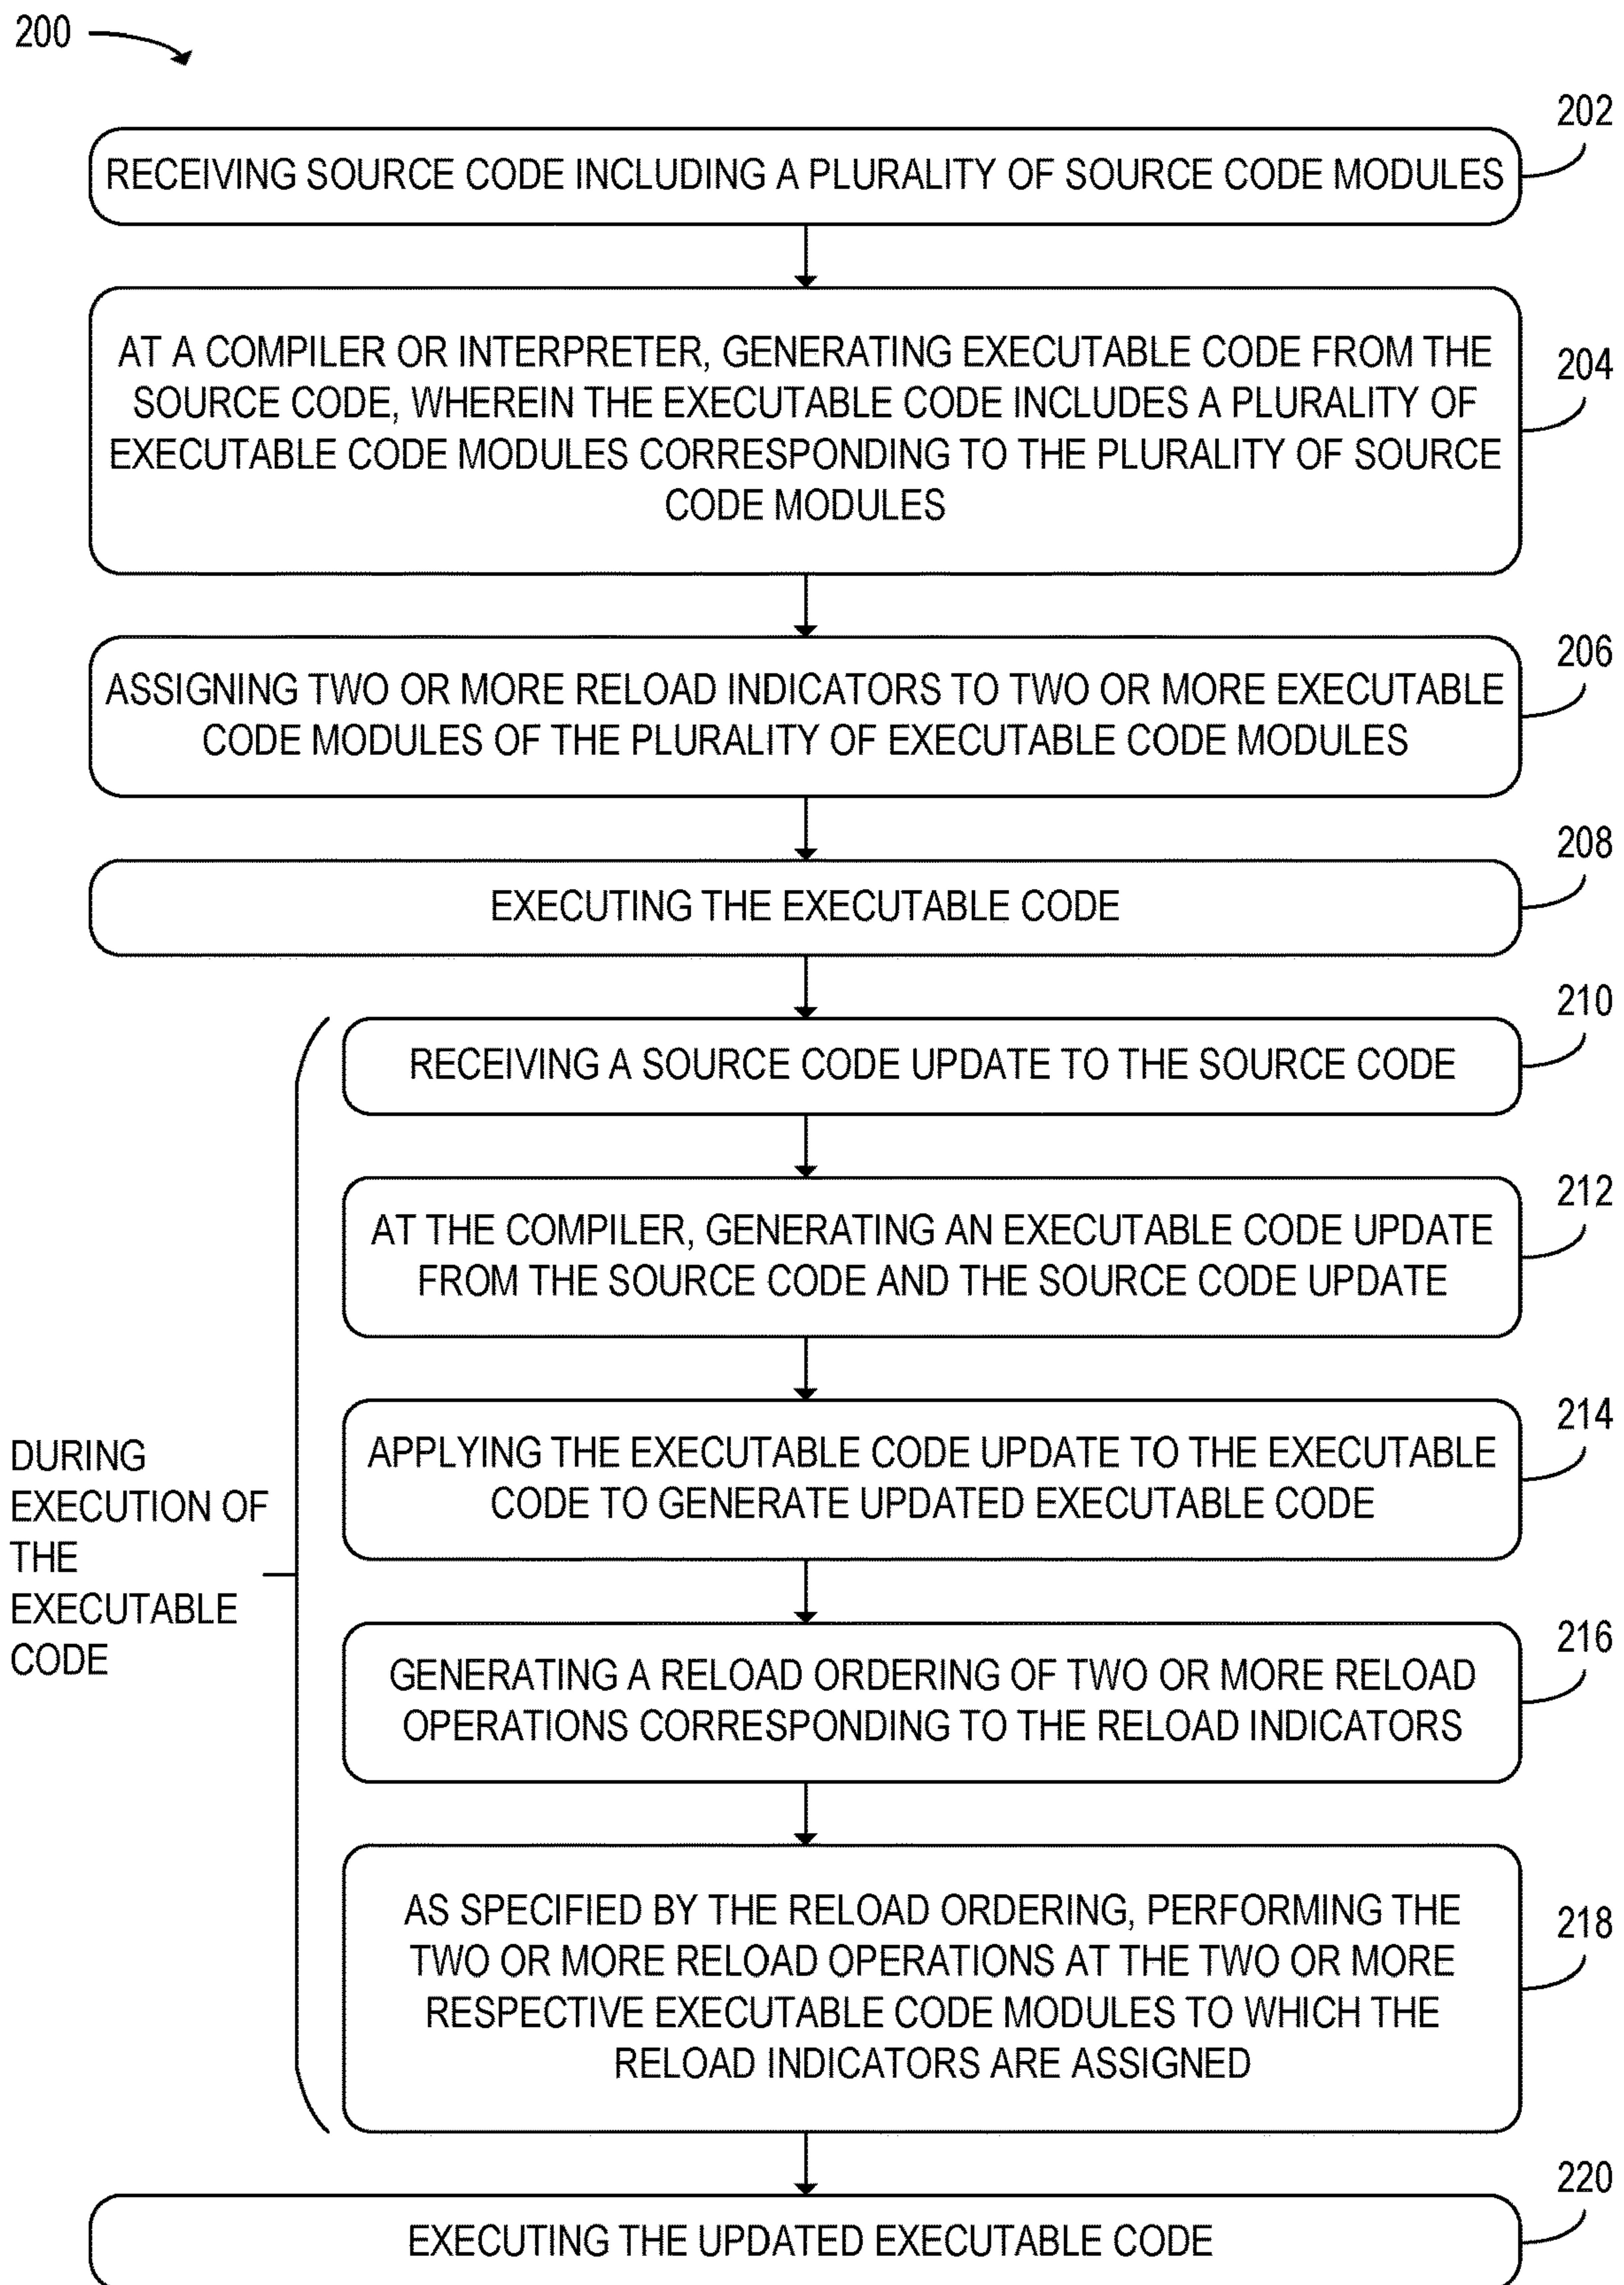 200
202
RECEIVING SOURCE CODE INCLUDING A PLURALITY OF SOURCE CODE MODULES
204
AT A COMPILER OR INTERPRETER, GENERATING EXECUTABLE CODE FROM THE
SOURCE CODE, WHEREIN THE EXECUTABLE CODE INCLUDES A PLURALITY OF
EXECUTABLE CODE MODULES CORRESPONDING TO THE PLURALITY OF SOURCE
CODE MODULES
206
ASSIGNING TWO OR MORE RELOAD INDICATORS TO TWO OR MORE EXECUTABLE
CODE MODULES OF THE PLURALITY OF EXECUTABLE CODE MODULES
208
EXECUTING THE EXECUTABLE CODE
DURING
EXECUTION OF
THE
EXECUTABLE
CODE
210
RECEIVING A SOURCE CODE UPDATE TO THE SOURCE CODE
212
AT THE COMPILER, GENERATING AN EXECUTABLE CODE UPDATE
FROM THE SOURCE CODE AND THE SOURCE CODE UPDATE
214
APPLYING THE EXECUTABLE CODE UPDATE TO THE EXECUTABLE
CODE TO GENERATE UPDATED EXECUTABLE CODE
216
GENERATING A RELOAD ORDERING OF TWO OR MORE RELOAD
OPERATIONS CORRESPONDING TO THE RELOAD INDICATORS
218
AS SPECIFIED BY THE RELOAD ORDERING, PERFORMING THE
TWO OR MORE RELOAD OPERATIONS AT THE TWO OR MORE
RESPECTIVE EXECUTABLE CODE MODULES TO WHICH THE
RELOAD INDICATORS ARE ASSIGNED
220
EXECUTING THE UPDATED EXECUTABLE CODE